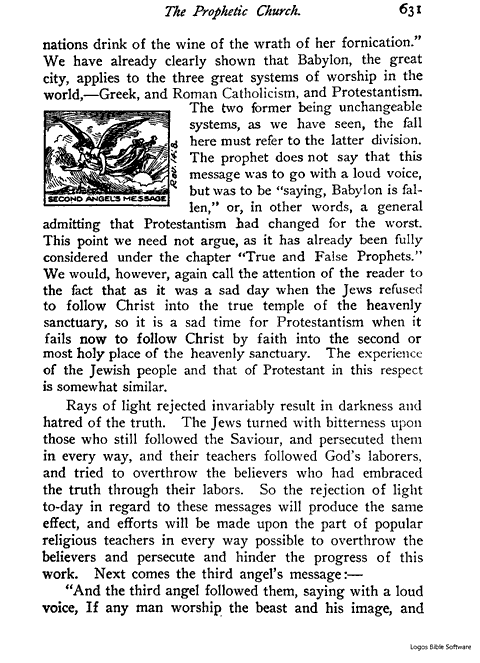 The Prophetic Church. 631
nations drink of the wine of the wrath of her fornication."
We have already clearly shown that Babylon, the great
city, applies to the three great systems of worship in the
world,—Greek, and Roman Catholicism, and Protestantism.
The two former being unchangeable
systems, as we have seen, the fall
here must refer to the latter division.
The prophet does not say that this
message was to go with a loud voice,
but was to be "saying, Babylon is fal-
len," or, in other words, a general
SECOND ANGEL'S MESSAGE
Rev. 14:8.
admitting that Protestantism had changed for the worst.
This point we need not argue, as it has already been fully
considered under the chapter "True and False Prophets."
We would, however, again call the attention of the reader to
the fact that as it was a sad day when the Jews refused
to follow Christ into the true temple of the heavenly
sanctuary, so it is a sad time for Protestantism when it
fails now to follow Christ by faith into the second or
most holy place of the heavenly sanctuary. The experience
of the Jewish people and that of Protestant in this respect
is somewhat similar.
Rays of light rejected invariably result in darkness and
hatred of the truth. The Jews turned with bitterness upon
those who still followed the Saviour, and persecuted them
in every way, and their teachers followed God's laborers,
and tried to overthrow the believers who had embraced
the truth through their labors. So the rejection of light
to-day in regard to these messages will produce the same
effect, and efforts will be made upon the part of popular
religious teachers in every way possible to overthrow the
believers and persecute and hinder the progress of this
work. Next comes the third angel's message:—
"And the third angel followed them, saying with a loud
voice, If any man worship the beast and his image, and
Logos Bible Software